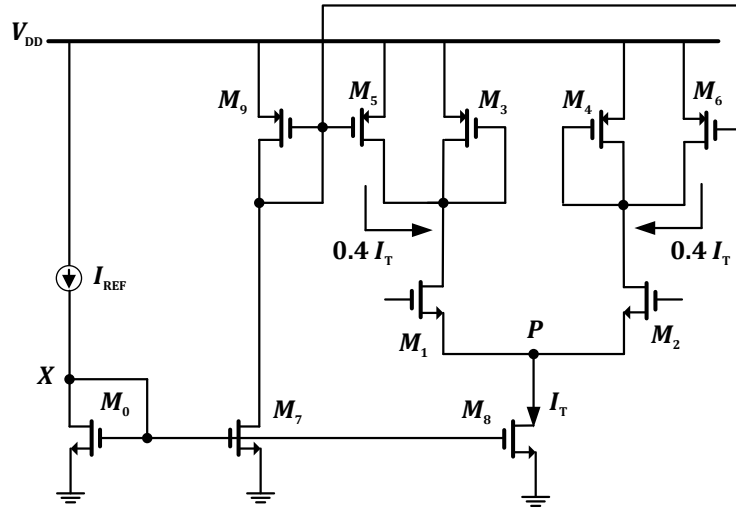 V_DD
M_9
M_5
M_3
M_4
M_6
0.4 I_T
0.4 I_T
I_REF
M_1
P
M_2
X
M_0
M_7
M_8
I_T